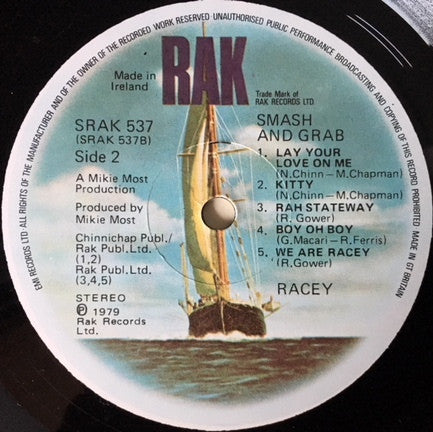 EMI RECORDS LTD ALL RIGHTS OF THE MANUFACTURER AND OF THE OWNER OF THE RECORDED WORK RESERVED · UNAUTHORISED PUBLIC PERFORMANCE BROADCASTING AND COPYING OF THIS RECORD PROHIBITED MADE IN GT BRITAIN
Made in
Ireland
RAK
Trade Mark of
RAK RECORDS LTD
SRAK 537
(SRAK 537B)
Side 2
A Mikie Most
Production
Produced by
Mikie Most
Chinnichap Publ./
Rak Publ. Ltd.
(1,2)
Rak Publ. Ltd.
(3,4,5)
STEREO
℗ 1979
Rak Records
Ltd.
SMASH
AND GRAB
1. LAY YOUR
LOVE ON ME
(N.Chinn–M.Chapman)
2. KITTY
(N.Chinn–M.Chapman)
3. RAH STATEWAY
(R. Gower)
4. BOY OH BOY
(G.Macari–R.Ferris)
5. WE ARE RACEY
(R.Gower)
RACEY